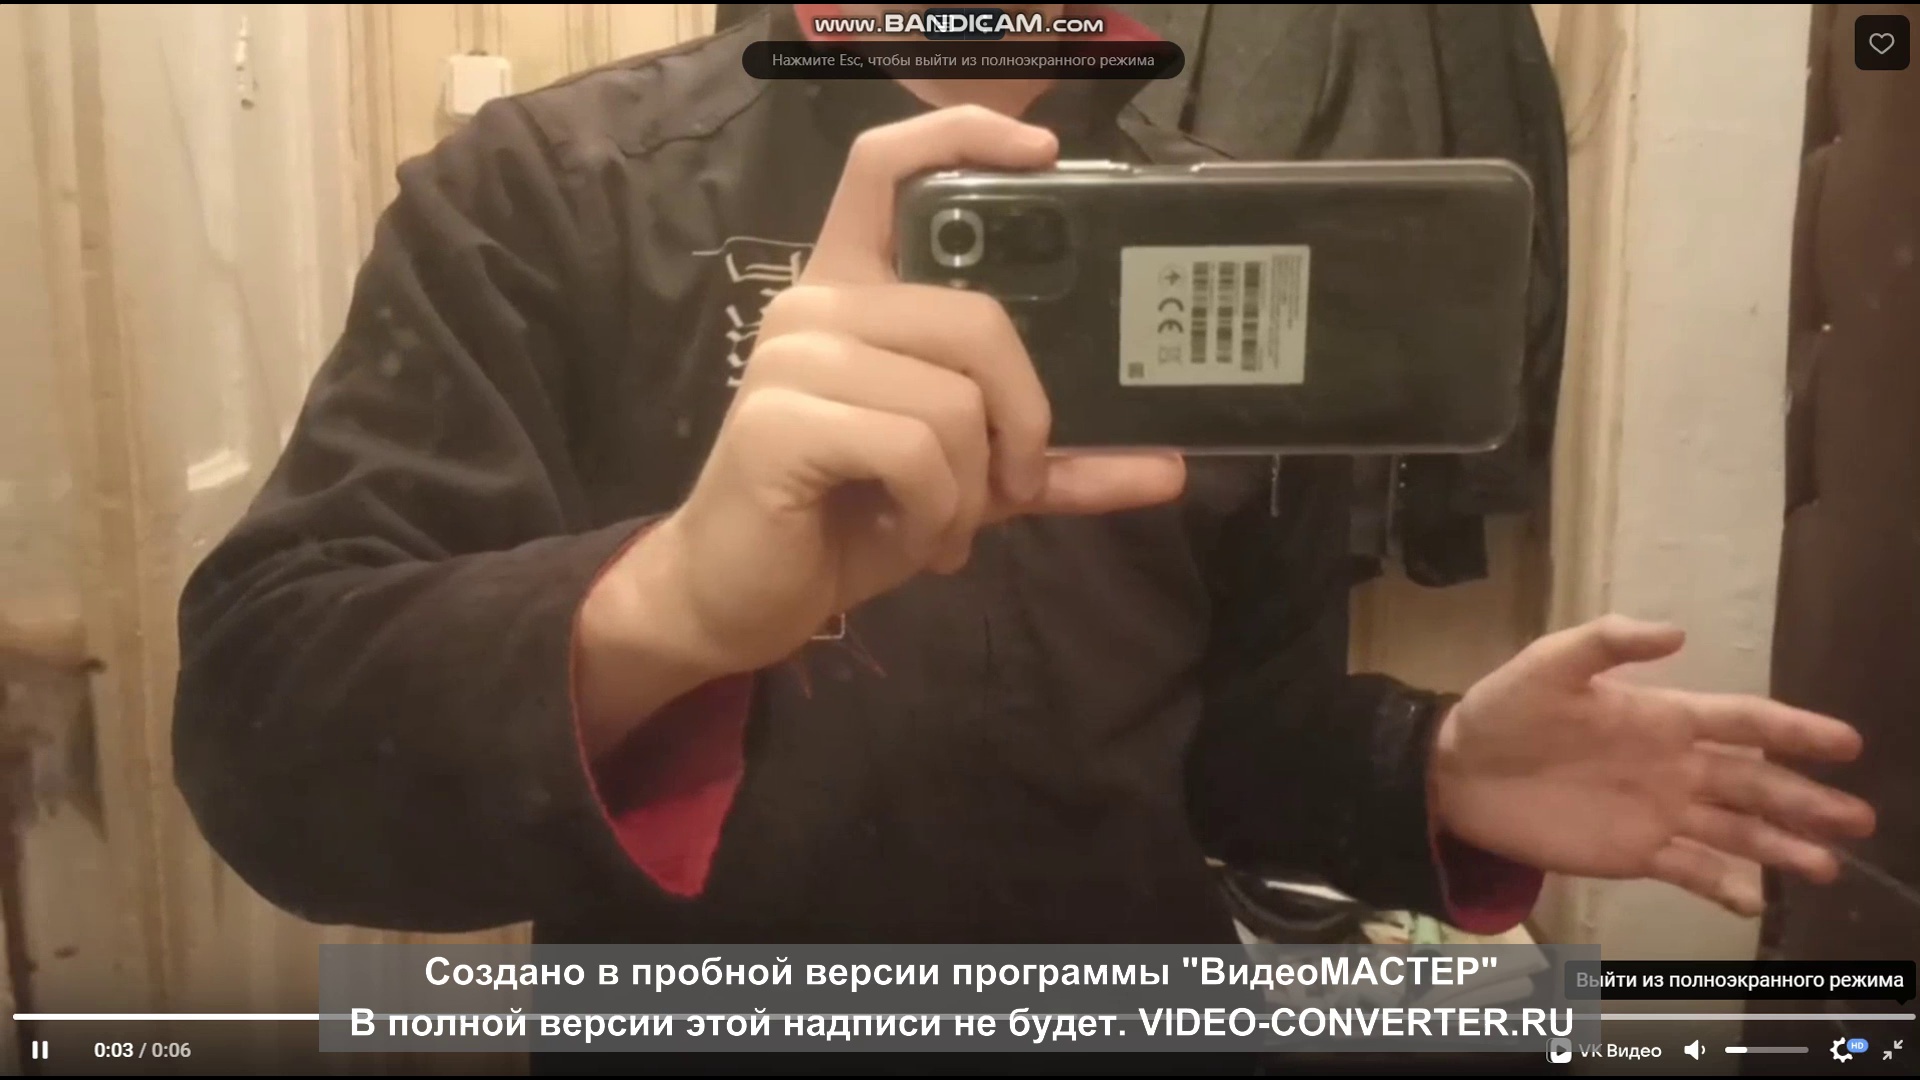 www.BANDICAM.com
Нажмите Esc, чтобы выйти из полноэкранного режима
CE
Создано в пробной версии программы "ВидеоМАСТЕР"
Выйти из полноэкранного режима
В полной версии этой надписи не будет. VIDEO-CONVERTER.RU
0:03 / 0:06
VK Видео
HD